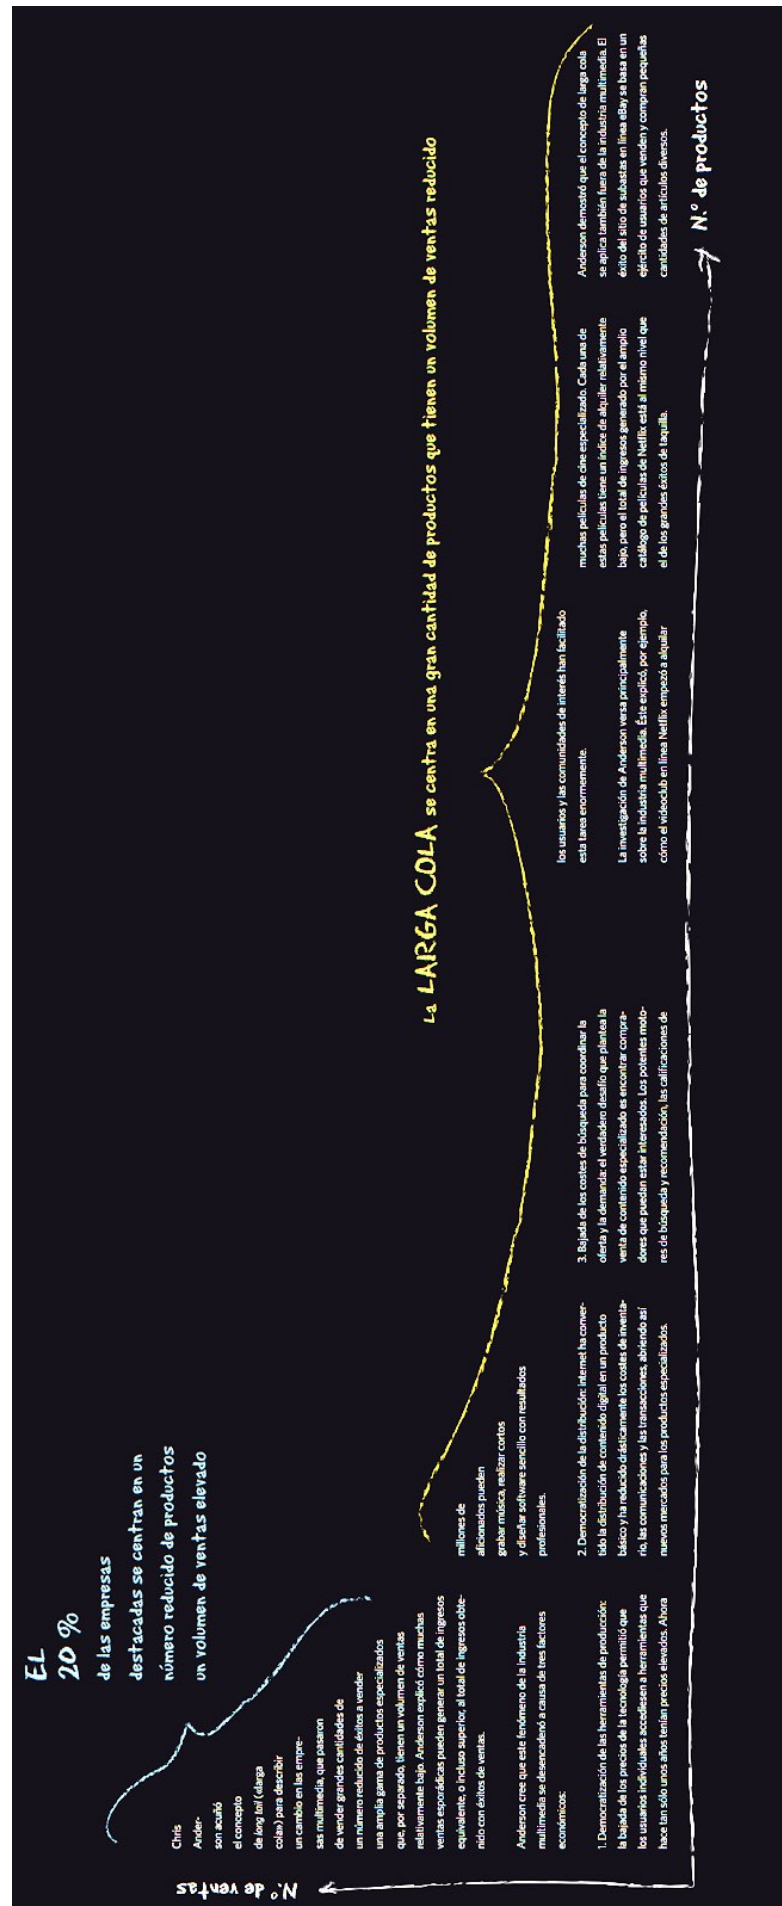 EL
20 %
de las empresas
destacadas se centran en un
número reducido de productos
un volumen de ventas elevado
La LARGA COLA se centra en una gran cantidad de productos que tienen un volumen de ventas reducido
N.º de ventas
Chris
Ander-
son acuñó
el concepto
de long tail («larga
cola») para describir
un cambio en las empre-
sas multimedia, que pasaron
de vender grandes cantidades de
un número reducido de éxitos a vender
una amplia gama de productos especializados
que, por separado, tienen un volumen de ventas
relativamente bajo. Anderson explicó cómo muchas
ventas esporádicas pueden generar un total de ingresos
equivalente, o incluso superior, al total de ingresos obte-
nido con éxitos de ventas.
Anderson cree que este fenómeno de la industria
multimedia se desencadenó a causa de tres factores
económicos:
1. Democratización de las herramientas de producción:
la bajada de los precios de la tecnología permitió que
los usuarios individuales accediesen a herramientas que
hace tan sólo unos años tenían precios elevados. Ahora
millones de
aficionados pueden
grabar música, realizar cortos
y diseñar software sencillo con resultados
profesionales.
2. Democratización de la distribución: internet ha conver-
tido la distribución de contenido digital en un producto
básico y ha reducido drásticamente los costes de inventa-
rio, las comunicaciones y las transacciones, abriendo así
nuevos mercados para los productos especializados.
3. Bajada de los costes de búsqueda para coordinar la
oferta y la demanda: el verdadero desafío que plantea la
venta de contenido especializado es encontrar compra-
dores que puedan estar interesados. Los potentes moto-
res de búsqueda y recomendación, las calificaciones de
los usuarios y las comunidades de interés han facilitado
esta tarea enormemente.
La investigación de Anderson versa principalmente
sobre la industria multimedia. Éste explicó, por ejemplo,
cómo el videoclub en línea Netflix empezó a alquilar
muchas películas de cine especializado. Cada una de
estas películas tiene un índice de alquiler relativamente
bajo, pero el total de ingresos generado por el amplio
catálogo de películas de Netflix está al mismo nivel que
el de los grandes éxitos de taquilla.
Anderson demostró que el concepto de larga cola
se aplica también fuera de la industria multimedia. El
éxito del sitio de subastas en línea eBay se basa en un
ejército de usuarios que venden y compran pequeñas
cantidades de artículos diversos.
N.º de productos